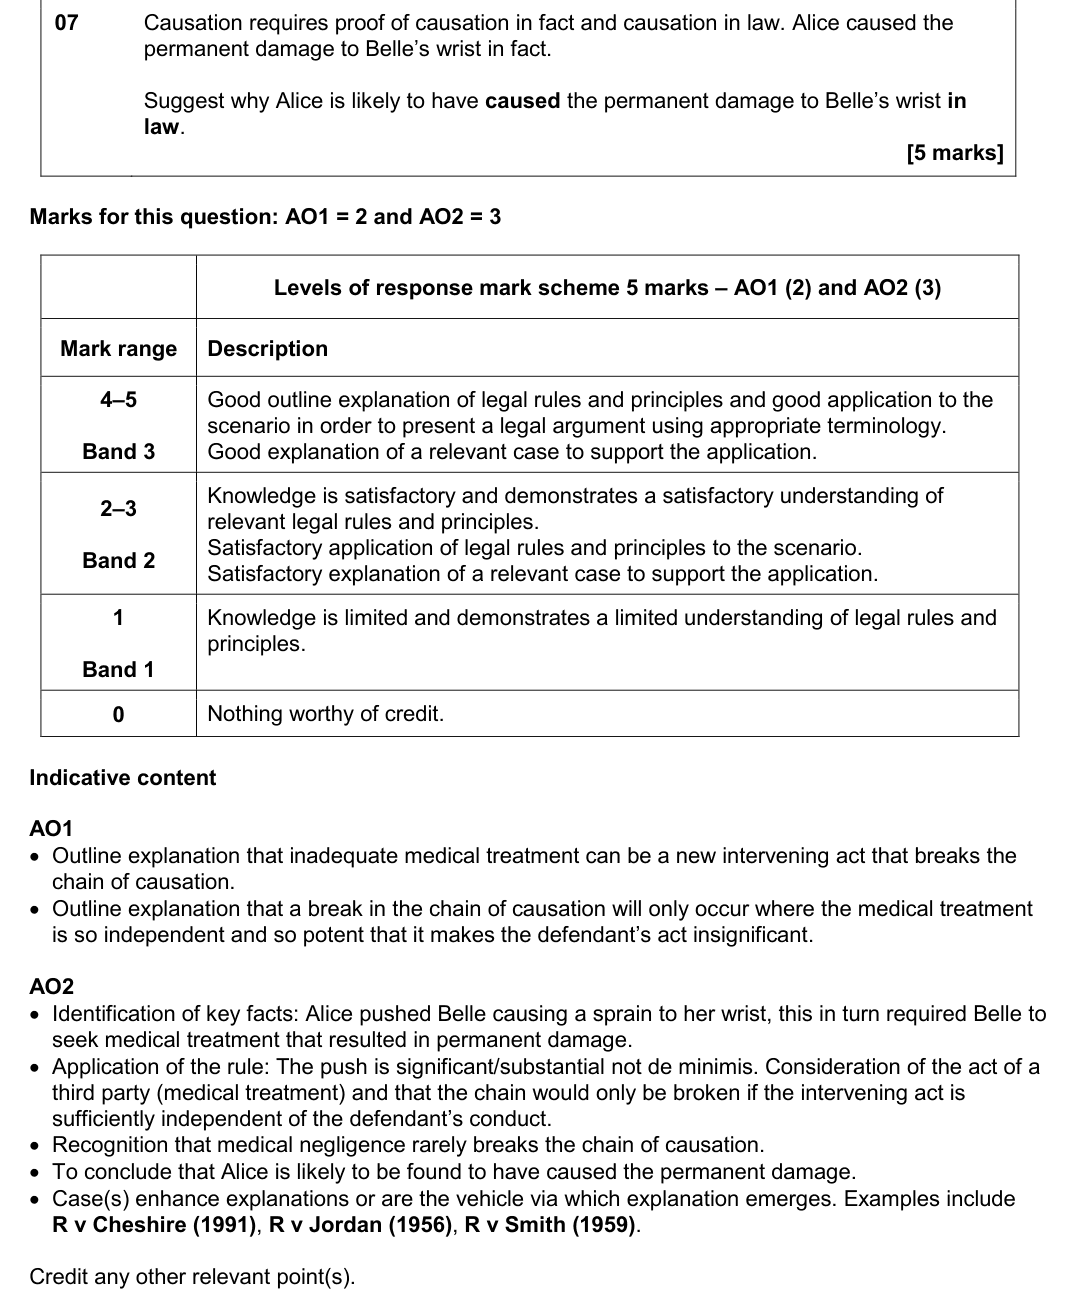 07
Causation requires proof of causation in fact and causation in law. Alice caused the
permanent damage to Belle’s wrist in fact.
Suggest why Alice is likely to have caused the permanent damage to Belle’s wrist in
law.
[5 marks]
Marks for this question: AO1 = 2 and AO2 = 3
Levels of response mark scheme 5 marks – AO1 (2) and AO2 (3)
Mark range
Description
4–5
Band 3
Good outline explanation of legal rules and principles and good application to the
scenario in order to present a legal argument using appropriate terminology.
Good explanation of a relevant case to support the application.
2–3
Band 2
Knowledge is satisfactory and demonstrates a satisfactory understanding of
relevant legal rules and principles.
Satisfactory application of legal rules and principles to the scenario.
Satisfactory explanation of a relevant case to support the application.
1
Band 1
Knowledge is limited and demonstrates a limited understanding of legal rules and
principles.
0
Nothing worthy of credit.
Indicative content
AO1
• Outline explanation that inadequate medical treatment can be a new intervening act that breaks the
chain of causation.
• Outline explanation that a break in the chain of causation will only occur where the medical treatment
is so independent and so potent that it makes the defendant’s act insignificant.
AO2
• Identification of key facts: Alice pushed Belle causing a sprain to her wrist, this in turn required Belle to
seek medical treatment that resulted in permanent damage.
• Application of the rule: The push is significant/substantial not de minimis. Consideration of the act of a
third party (medical treatment) and that the chain would only be broken if the intervening act is
sufficiently independent of the defendant’s conduct.
• Recognition that medical negligence rarely breaks the chain of causation.
• To conclude that Alice is likely to be found to have caused the permanent damage.
• Case(s) enhance explanations or are the vehicle via which explanation emerges. Examples include
R v Cheshire (1991), R v Jordan (1956), R v Smith (1959).
Credit any other relevant point(s).